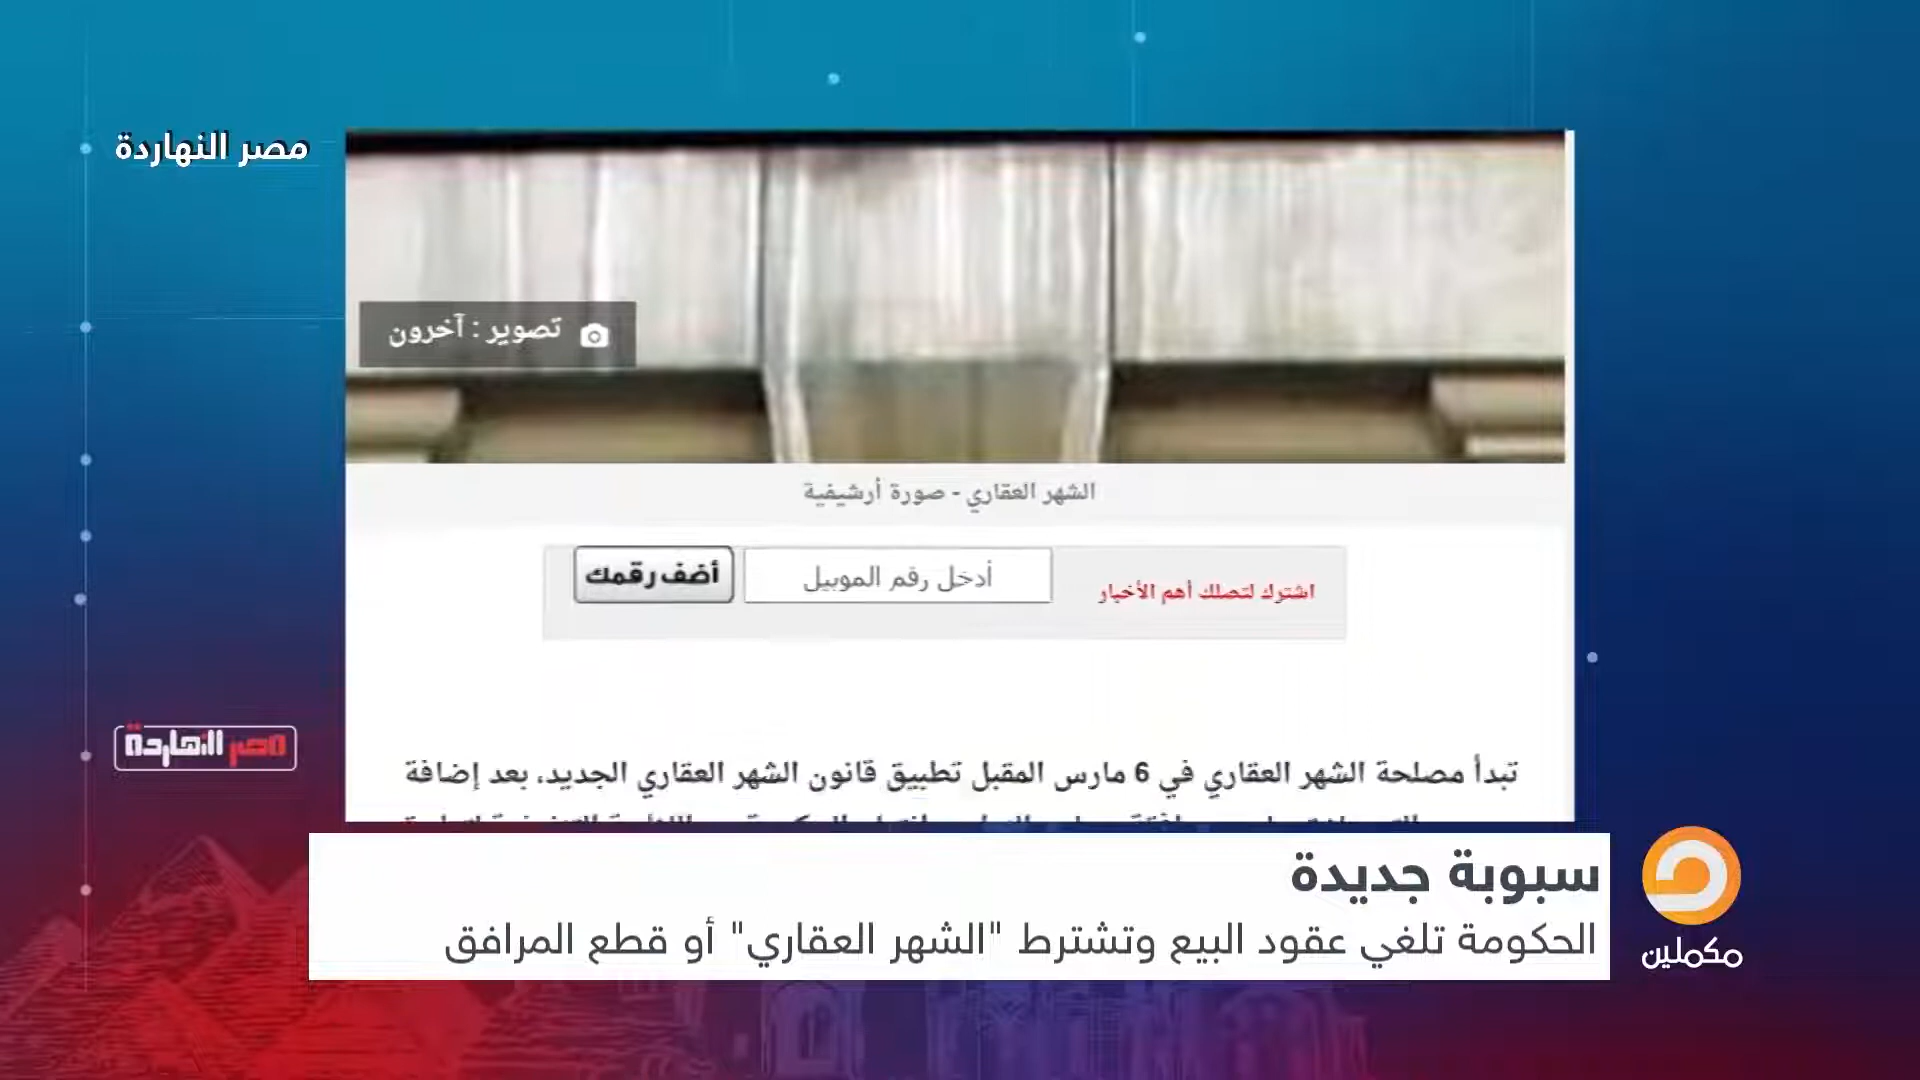 مصر النهاردة
تصوير : آخرون
الشهر العقاري - صورة أرشيفية
اشترك لتصلك أهم الأخبار
أدخل رقم الموبيل
أضف رقمك
مصر النهاردة
تبدأ مصلحة الشهر العقاري في 6 مارس المقبل تطبيق قانون الشهر العقاري الجديد، بعد إضافة
سبوبة جديدة
الحكومة تلغي عقود البيع وتشترط "الشهر العقاري" أو قطع المرافق
مكملين